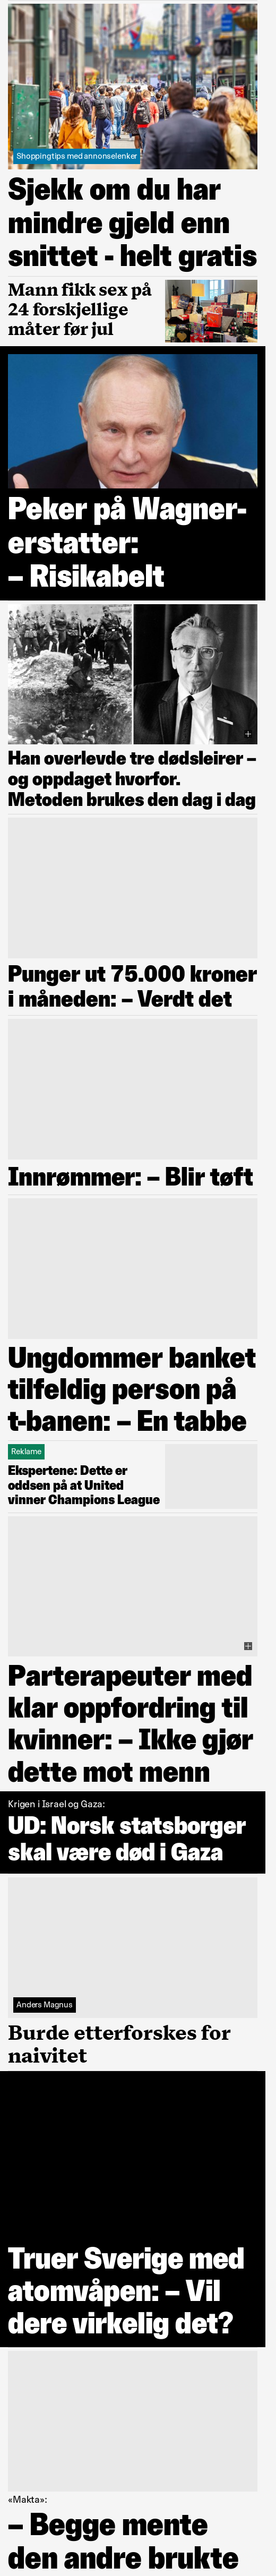 Shoppingtips med annonselenker
Sjekk om du har
mindre gjeld enn
snittet - helt gratis
Mann fikk sex på
24 forskjellige
måter før jul
Peker på Wagner-
erstatter:
– Risikabelt
Han overlevde tre dødsleirer –
og oppdaget hvorfor.
Metoden brukes den dag i dag
Punger ut 75.000 kroner
i måneden: – Verdt det
Innrømmer: – Blir tøft
Ungdommer banket
tilfeldig person på
t-banen: – En tabbe
Reklame
Ekspertene: Dette er
oddsen på at United
vinner Champions League
Parterapeuter med
klar oppfordring til
kvinner: – Ikke gjør
dette mot menn
Krigen i Israel og Gaza:
UD: Norsk statsborger
skal være død i Gaza
Anders Magnus
Burde etterforskes for
naivitet
Truer Sverige med
atomvåpen: – Vil
dere virkelig det?
«Makta»:
– Begge mente
den andre brukte